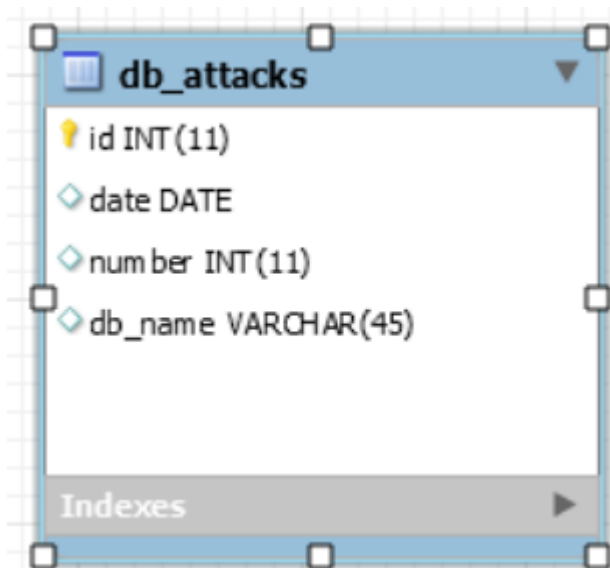 db_attacks
id INT(11)
date DATE
number INT(11)
db_name VARCHAR(45)
Indexes